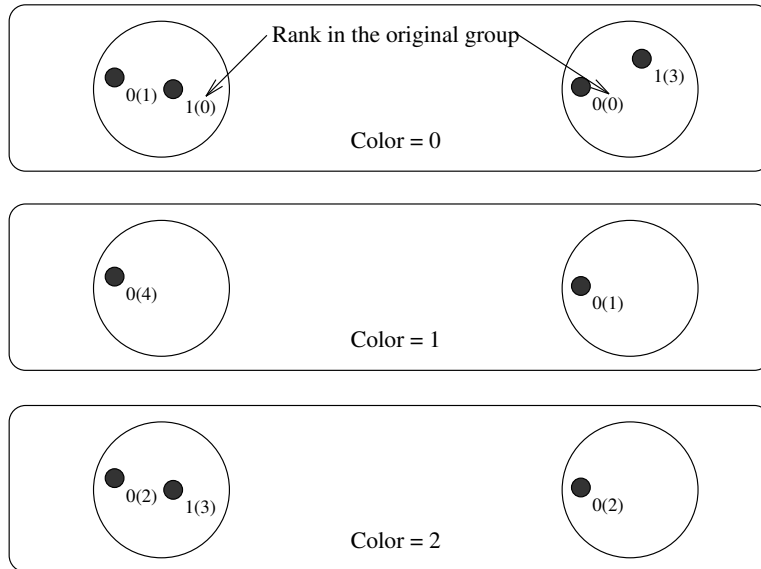 Rank in the original group
0(1)
1(0)
0(0)
1(3)
Color = 0
0(4)
0(1)
Color = 1
0(2)
1(3)
0(2)
Color = 2